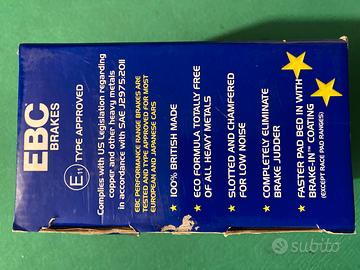 EBC
BRAKES
E11 TYPE APPROVED
Complies with US Legislation regarding
copper and other heavy metals
in accordance with SAE J2975:2011
EBC PERFORMANCE RANGE BRAKES ARE
TESTED AND TYPE APPROVED FOR MOST
EUROPEAN AND JAPANESE CARS
100% BRITISH MADE
ECO FORMULA TOTALLY FREE
OF ALL HEAVY METALS
SLOTTED AND CHAMFERED
FOR LOW NOISE
COMPLETELY ELIMINATE
BRAKE JUDDER
FASTER PAD BED IN WITH
BRAKE-IN™ COATING
(EXCEPT RACE PAD RANGES)
subito